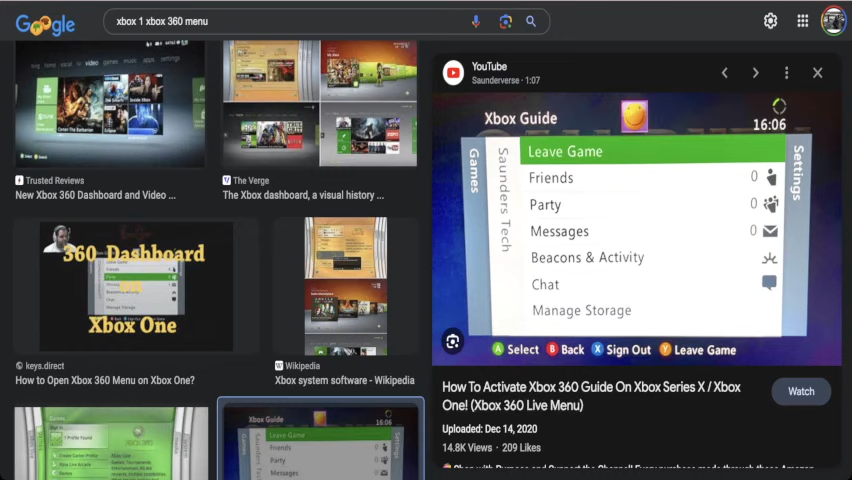 Google
xbox 1 xbox 360 menu
Trusted Reviews
New Xbox 360 Dashboard and Video ...
The Verge
The Xbox dashboard, a visual history ...
360 Dashboard
on
Xbox One
keys.direct
How to Open Xbox 360 Menu on Xbox One?
Wikipedia
Xbox system software - Wikipedia
Xbox Guide
16:06
Games
Saunders Tech
Settings
Leave Game
Friends
Party
Messages
YouTube
Saunderverse · 1:07
Xbox Guide
16:06
Games
Saunders Tech
Settings
Leave Game
Friends 0
Party 0
Messages 0
Beacons & Activity
Chat
Manage Storage
A Select B Back X Sign Out Y Leave Game
How To Activate Xbox 360 Guide On Xbox Series X / Xbox
One! (Xbox 360 Live Menu)
Watch
Uploaded: Dec 14, 2020
14.8K Views · 209 Likes